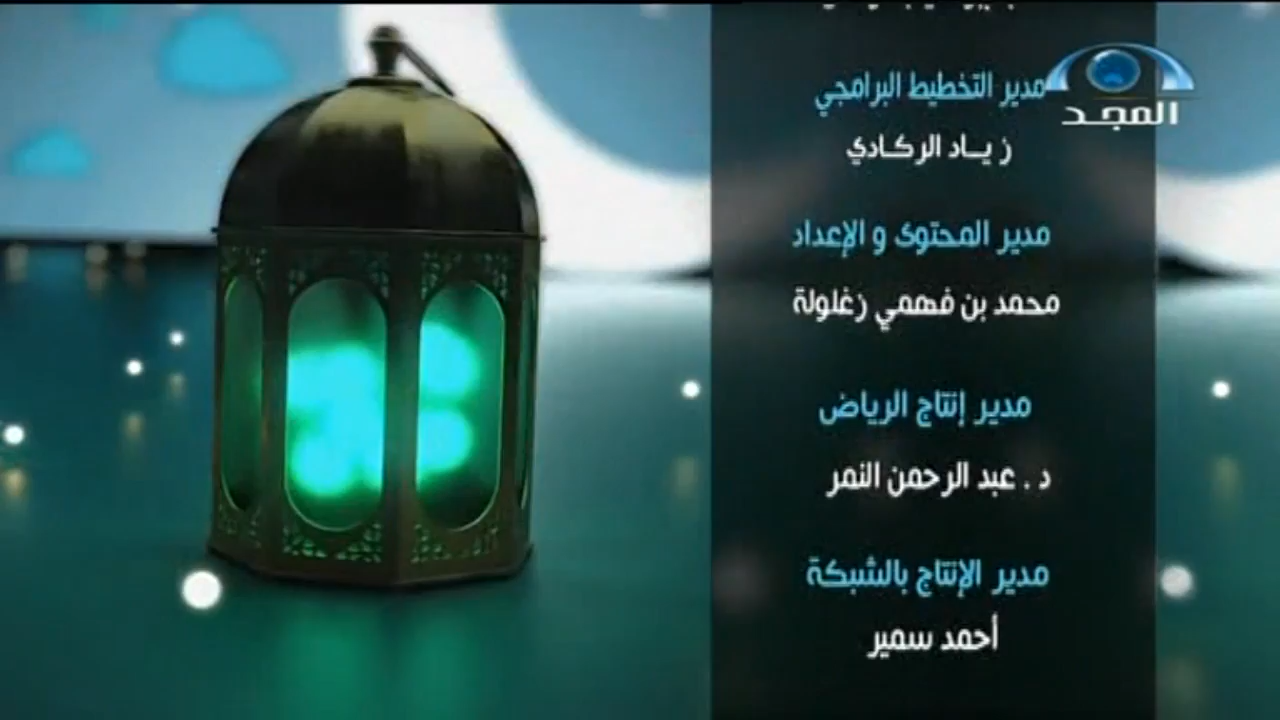 مدير التخطيط البرامجي
المجد
زياد الركادي
مدير المحتوى و الإعداد
محمد بن فهمي زغلولة
مدير إنتاج الرياض
د . عبد الرحمن النمر
مدير الإنتاج بالشبكة
أحمد سمير